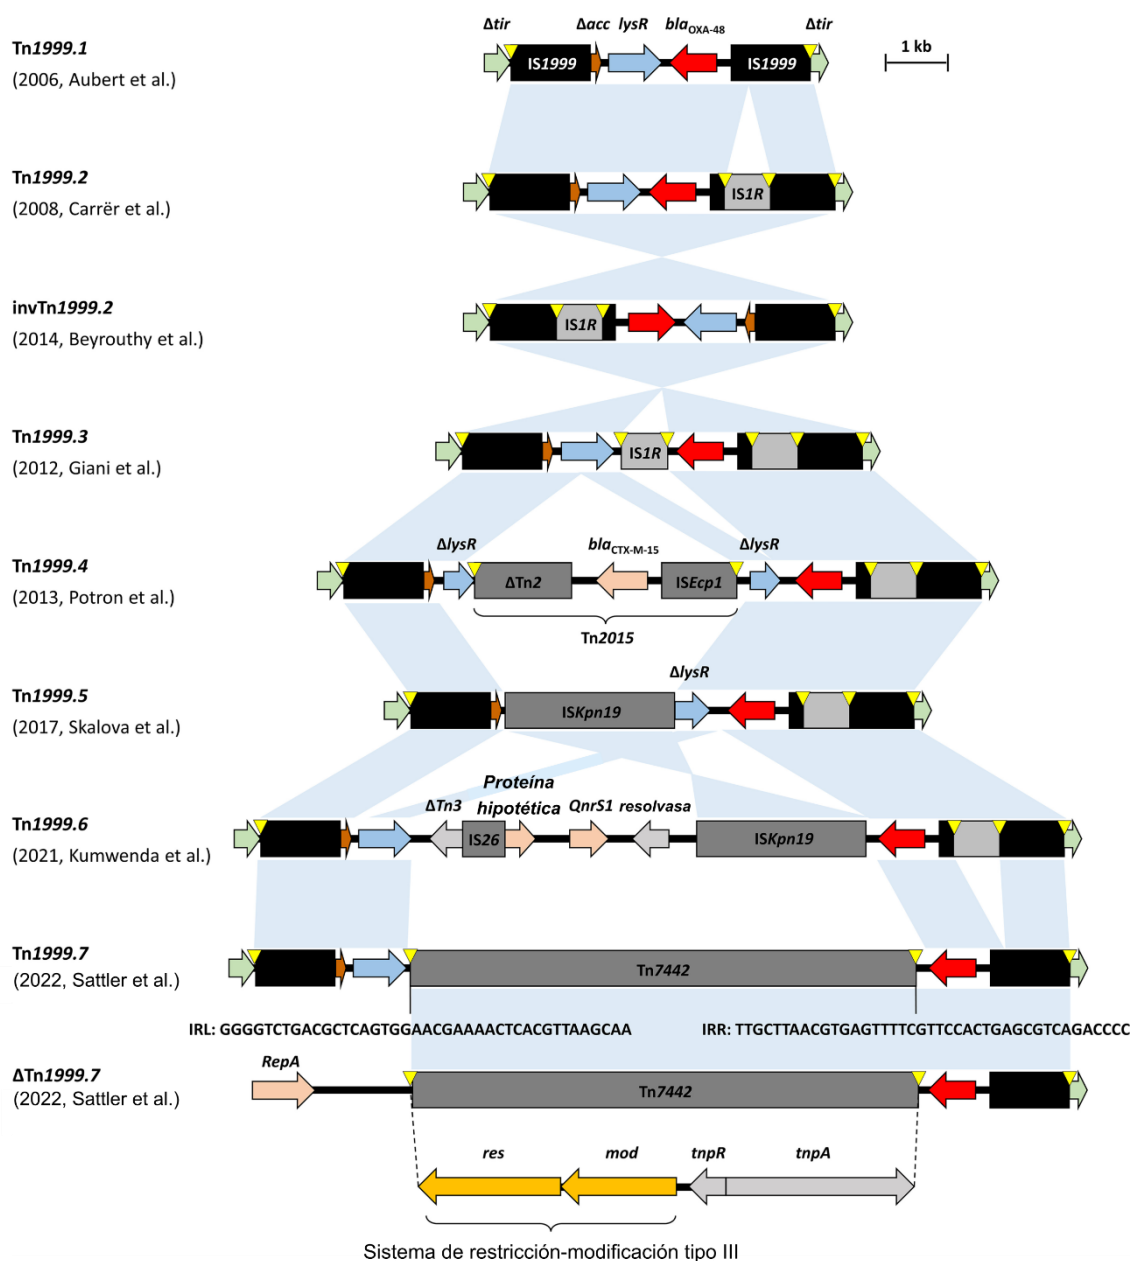 Δtir Δacc lysR blaOXA-48 Δtir
Tn1999.1
(2006, Aubert et al.)
IS1999 IS1999
1 kb
Tn1999.2
(2008, Carrër et al.)
IS1R
invTn1999.2
(2014, Beyrouthy et al.)
IS1R
Tn1999.3
(2012, Giani et al.)
IS1R
ΔlysR blaCTX-M-15 ΔlysR
Tn1999.4
(2013, Potron et al.)
ΔTn2 ISEcp1
Tn2015
ΔlysR
Tn1999.5
(2017, Skalova et al.)
ISKpn19
Proteína
hipotética
ΔTn3 QnrS1 resolvasa
Tn1999.6
(2021, Kumwenda et al.)
IS26 ISKpn19
Tn1999.7
(2022, Sattler et al.)
Tn7442
IRL: GGGGTCTGACGCTCAGTGGAACGAAAACTCACGTTAAGCAA
IRR: TTGCTTAACGTGAGTTTTCGTTCCACTGAGCGTCAGACCCC
RepA
ΔTn1999.7
(2022, Sattler et al.)
Tn7442
res mod tnpR tnpA
Sistema de restricción-modificación tipo III